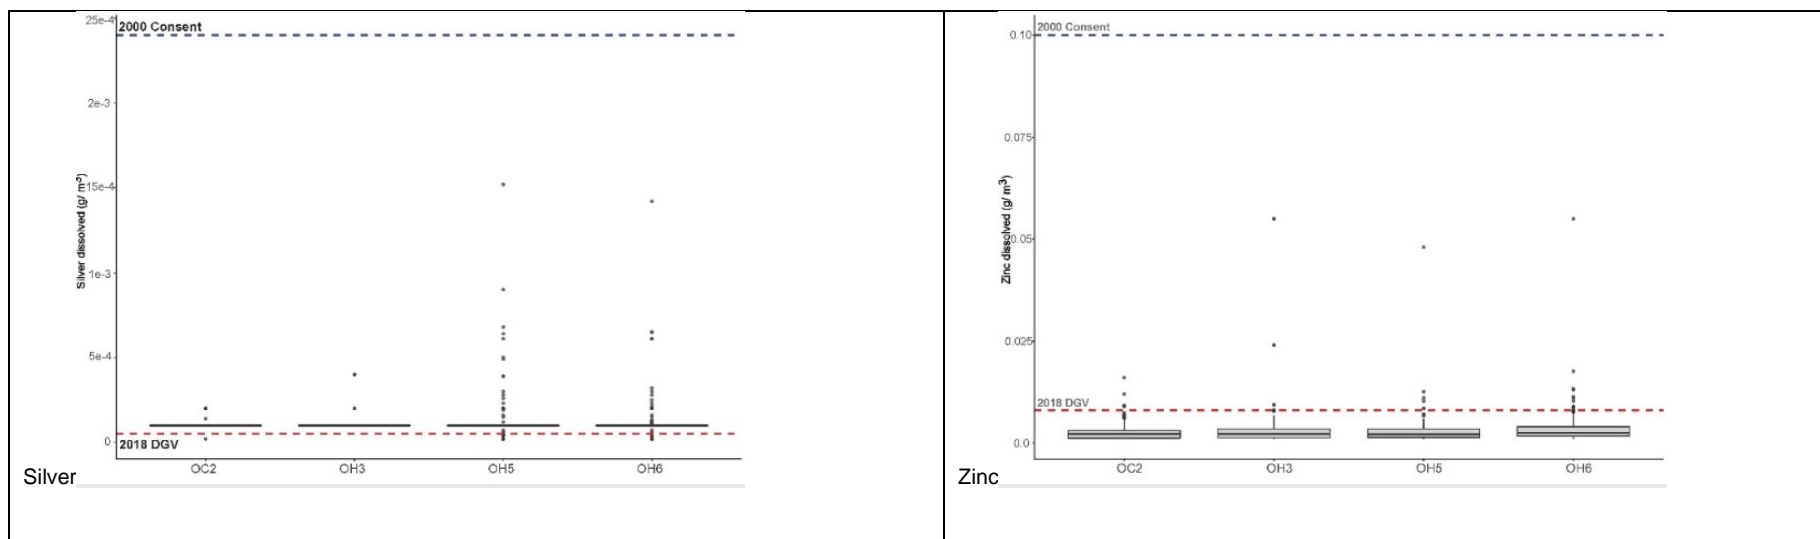 25e-4
2000 Consent
2e-3
15e-4
1e-3
5e-4
0
2018 DGV
Silver dissolved (g/ m³)
OC2 OH3 OH5 OH6
Silver
2000 Consent
0.10
0.075
0.05
0.025
2018 DGV
0.0
Zinc dissolved (g/ m³)
OC2 OH3 OH5 OH6
Zinc